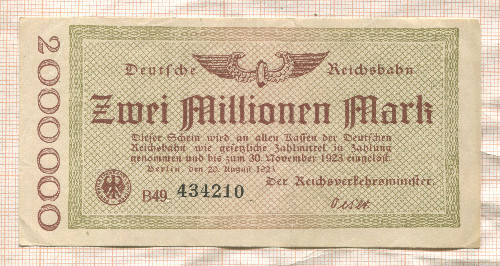 2000000
Deutsche Reichsbahn
Zwei Millionen Mark
Dieser Schein wird an allen Kassen der Deutschen
Reichsbahn wie gesetzliche Zahlmittel in Zahlung
genommen und bis zum 30. November 1923 eingelöst.
Berlin, den 20. August 1923
Der Reichsverkehrsminister.
B49 434210